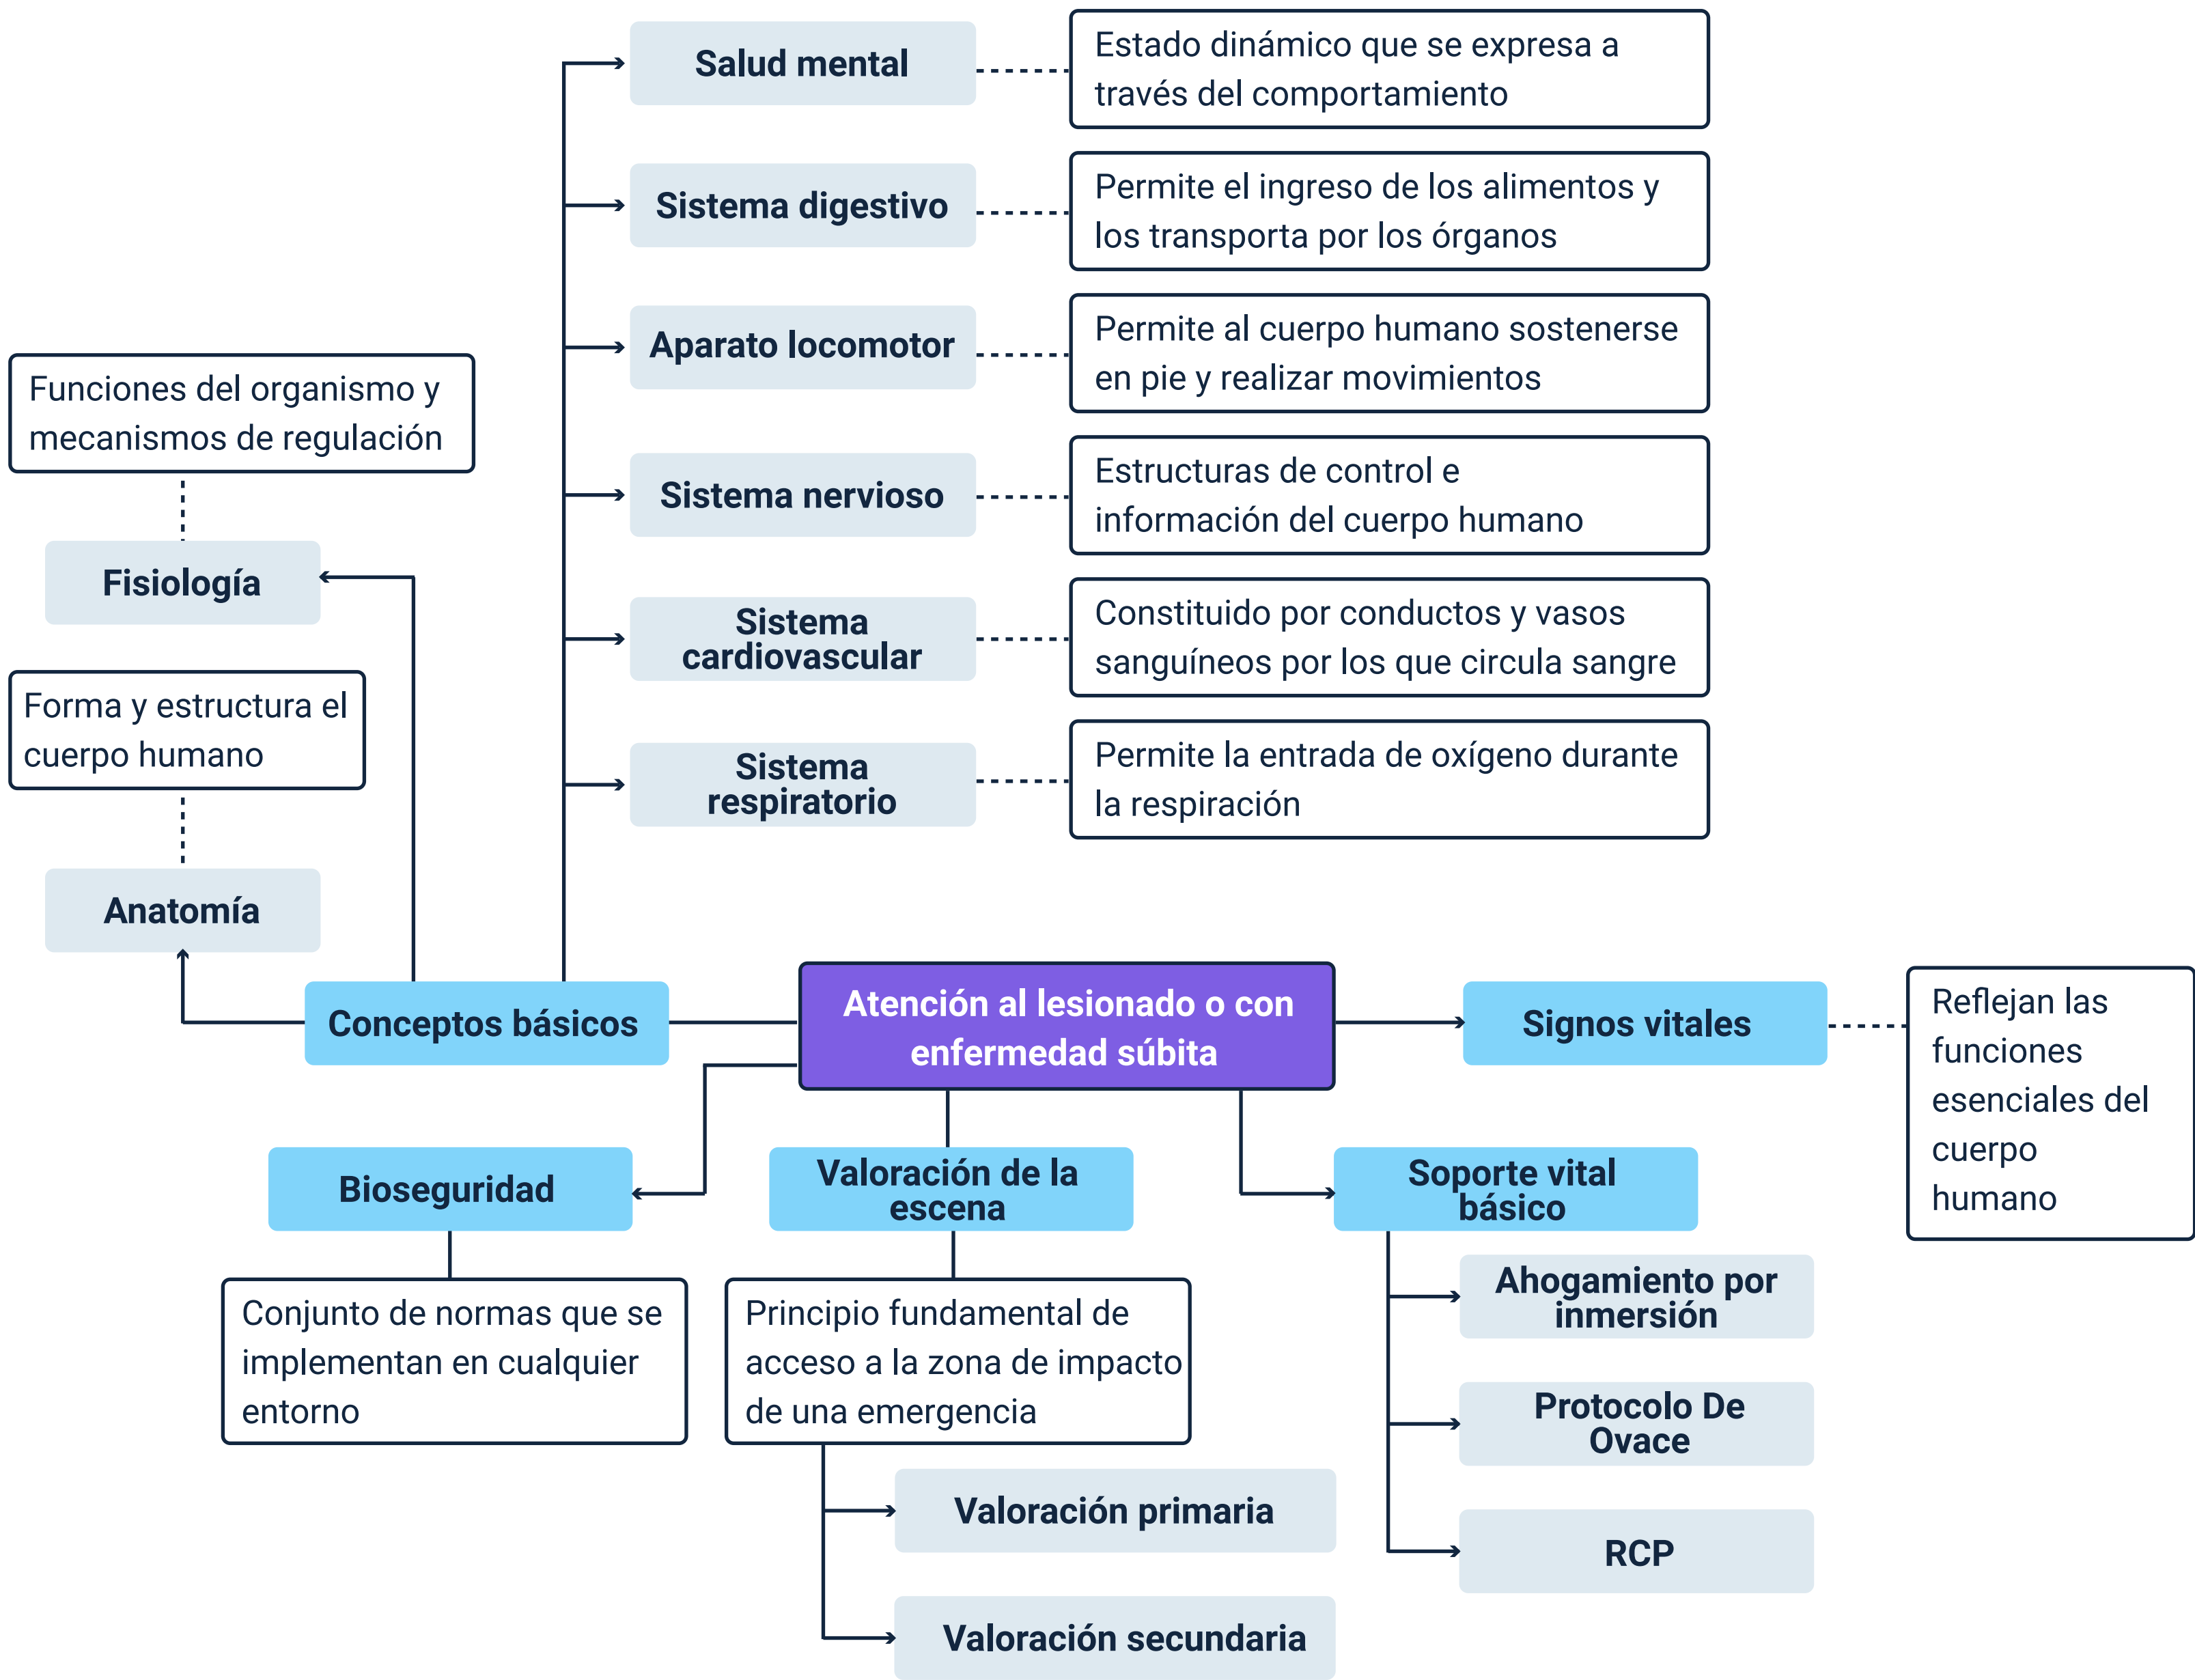 Salud mental
Estado dinámico que se expresa a
través del comportamiento
Sistema digestivo
Permite el ingreso de los alimentos y
los transporta por los órganos
Aparato locomotor
Permite al cuerpo humano sostenerse
en pie y realizar movimientos
Funciones del organismo y
mecanismos de regulación
Sistema nervioso
Estructuras de control e
información del cuerpo humano
Fisiología
Sistema
cardiovascular
Constituido por conductos y vasos
sanguíneos por los que circula sangre
Forma y estructura el
cuerpo humano
Sistema
respiratorio
Permite la entrada de oxígeno durante
la respiración
Anatomía
Conceptos básicos
Atención al lesionado o con
enfermedad súbita
Signos vitales
Reflejan las
funciones
esenciales del
cuerpo
humano
Bioseguridad
Valoración de la
escena
Soporte vital
básico
Conjunto de normas que se
implementan en cualquier
entorno
Principio fundamental de
acceso a la zona de impacto
de una emergencia
Ahogamiento por
inmersión
Protocolo De
Ovace
Valoración primaria
RCP
Valoración secundaria